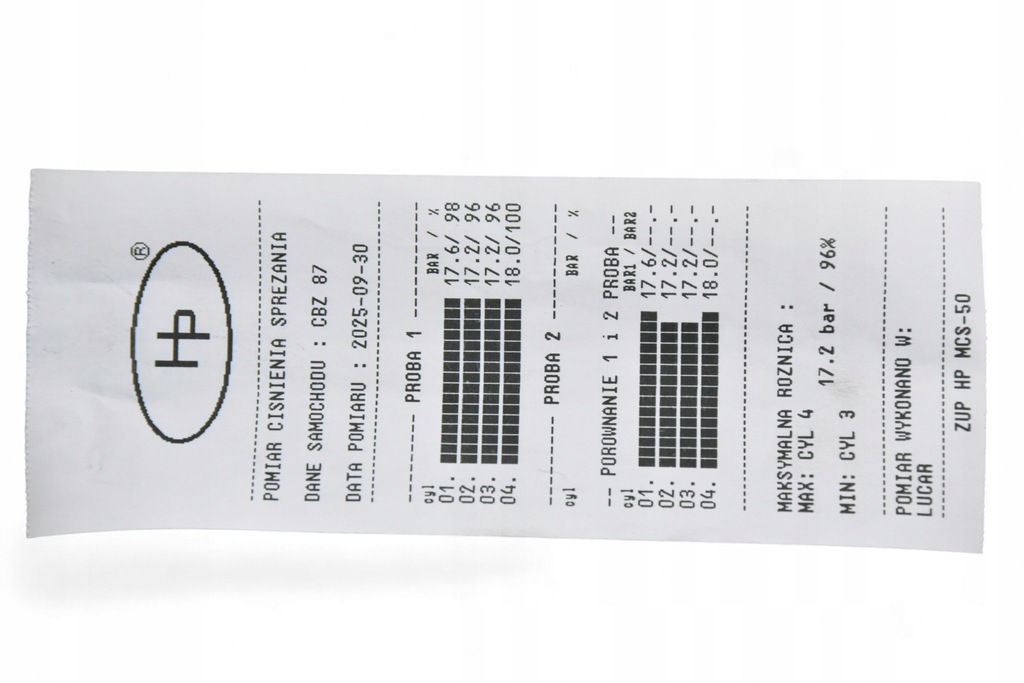 HP ®
POMIAR CISNIENIA SPREZANIA
DANE SAMOCHODU : CBZ 87
DATA POMIARU : 2025-09-30
--- PROBA 1 ---
cyl BAR / %
01. 17.6/ 98
02. 17.2/ 96
03. 17.2/ 96
04. 18.0/100
--- PROBA 2 ---
cyl BAR / %
-- POROWNANIE 1 i 2 PROBA --
cyl BAR1/ BAR2
01. 17.6/--.-
02. 17.2/--.-
03. 17.2/--.-
04. 18.0/--.-
MAKSYMALNA ROZNICA :
MAX: CYL 4
17.2 bar / 96%
MIN: CYL 3
POMIAR WYKONANO W:
LUCAR
ZUP HP MCS-50